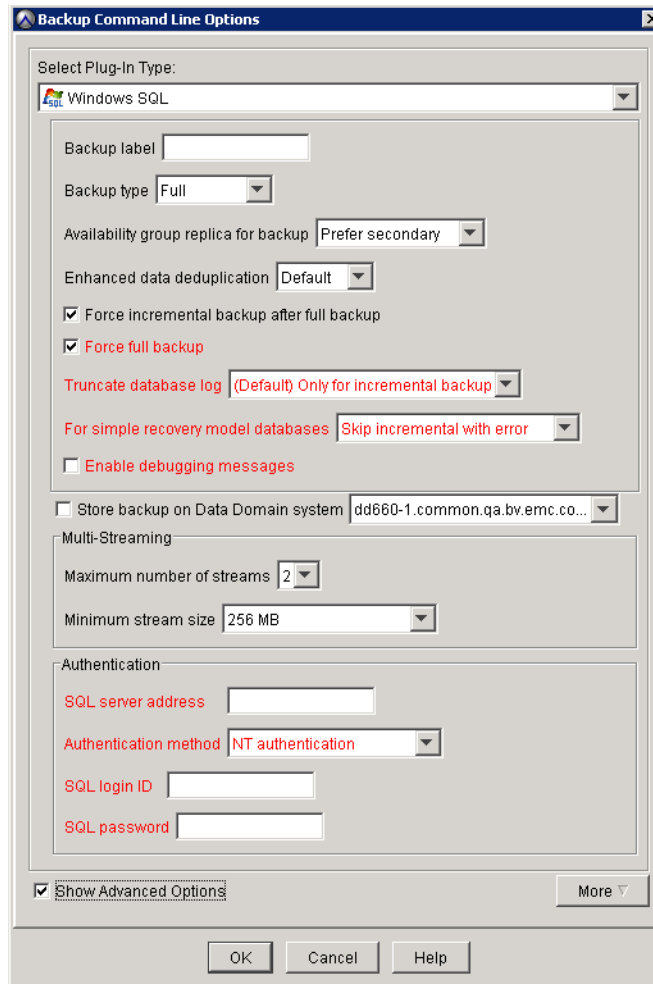 Backup Command Line Options
Select Plug-In Type:
Windows SQL
Backup label
Backup type Full
Availability group replica for backup Prefer secondary
Enhanced data deduplication Default
Force incremental backup after full backup
Force full backup
Truncate database log (Default) Only for incremental backup
For simple recovery model databases Skip incremental with error
Enable debugging messages
Store backup on Data Domain system dd660-1.common.qa.bv.emc.co...
Multi-Streaming
Maximum number of streams 2
Minimum stream size 256 MB
Authentication
SQL server address
Authentication method NT authentication
SQL login ID
SQL password
Show Advanced Options More
OK Cancel Help